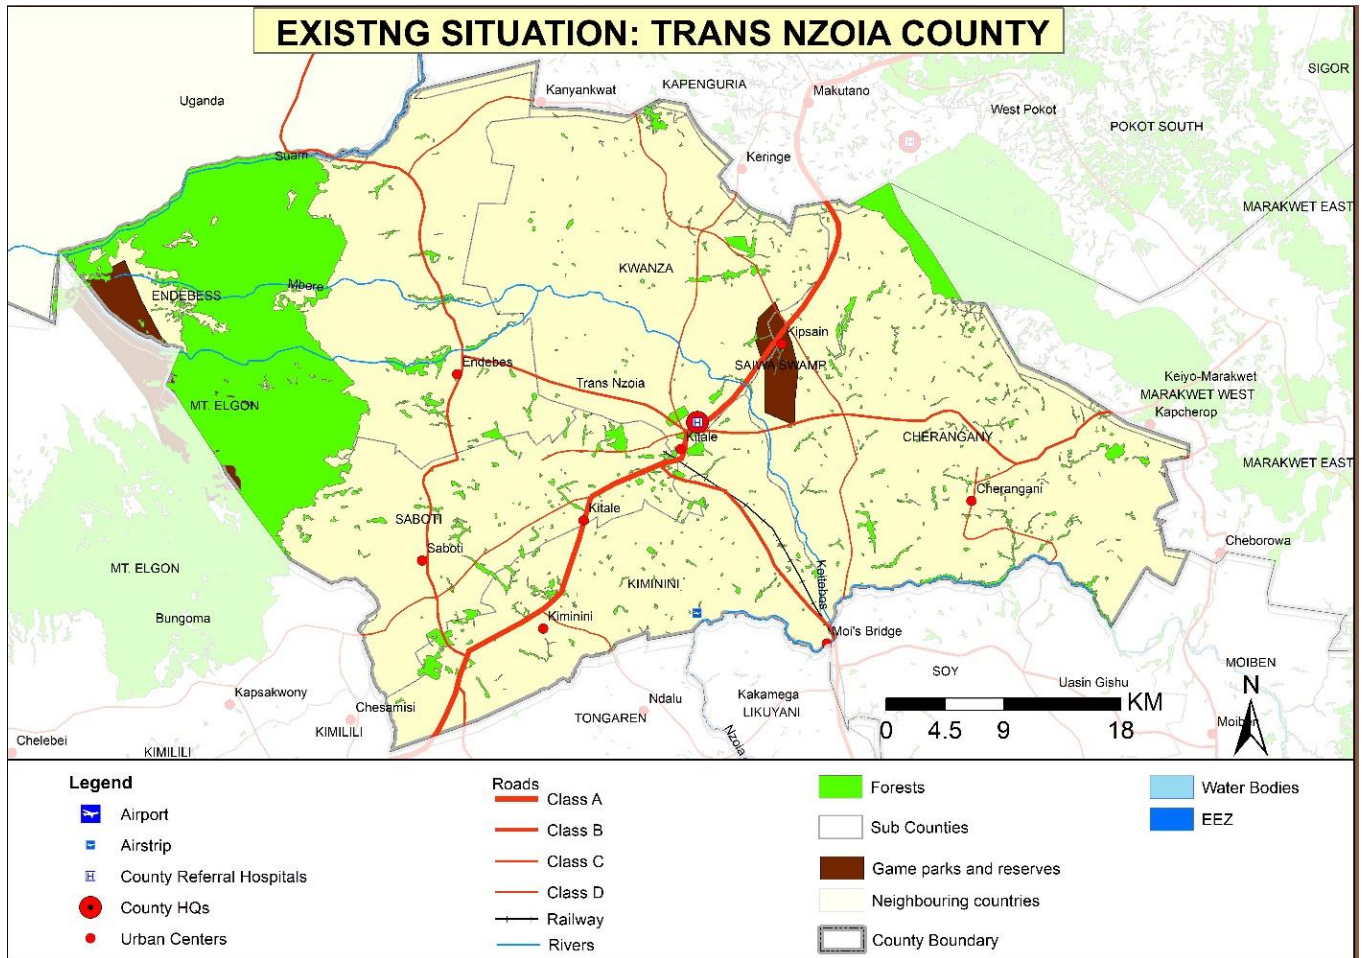 EXISTNG SITUATION: TRANS NZOIA COUNTY
SIGOR
KAPENGURIA
Kanyankwat
Makutano
Uganda
West Pokot
POKOT SOUTH
H
Suam
Keringe
MARAKWET EAST
KWANZA
Mbere
ENDEBESS
Kipsain
SAIWA SWAMP
Endebes
Trans Nzoia
Keiyo-Marakwet
MARAKWET WEST
Kapcherop
MT. ELGON
H
Kitale
CHERANGANY
MARAKWET EAST
Cherangani
SABOTI
Kitale
Saboti
Cheborowa
MT. ELGON
KIMININI
Keitobos
Bungoma
Kiminini
Moi's Bridge
SOY
MOIBEN
Uasin Gishu
N
Kapsakwony
Ndalu
Kakamega
LIKUYANI
KM
Chesamisi
TONGAREN
0 4.5 9 18
Moiben
KIMILILI
Nzoia
Chelebei
KIMILILI
Legend
Airport
Airstrip
H County Referral Hospitals
County HQs
Urban Centers
Roads
Class A
Class B
Class C
Class D
Railway
Rivers
Forests
Sub Counties
Game parks and reserves
Neighbouring countries
County Boundary
Water Bodies
EEZ